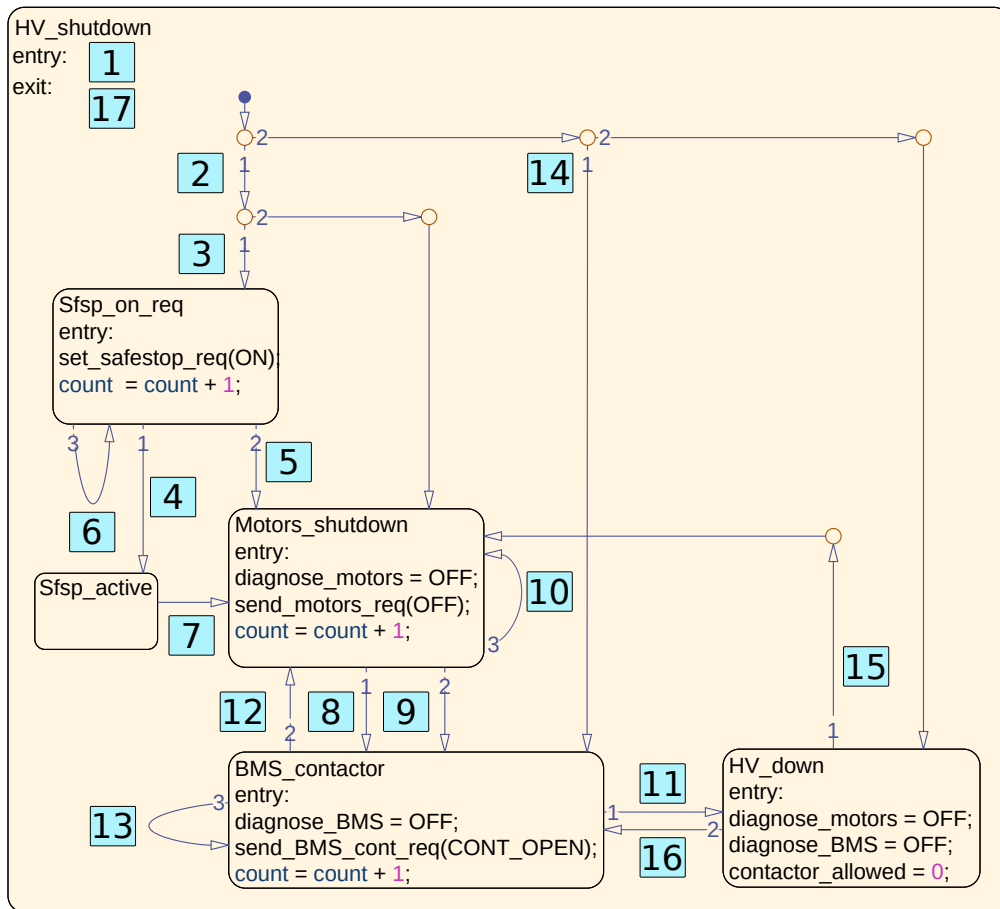 HV_shutdown
entry: 1
exit: 17
2
2
2
1
14
1
2
1
3
Sfsp_on_req
entry:
set_safestop_req(ON);
count = count + 1;
3
1
2
5
4
6
Motors_shutdown
entry:
diagnose_motors = OFF;
send_motors_req(OFF);
count = count + 1;
10
3
Sfsp_active
7
15
12
8
9
1
2
2
1
BMS_contactor
entry:
diagnose_BMS = OFF;
send_BMS_cont_req(CONT_OPEN);
count = count + 1;
3
13
11
1
2
16
HV_down
entry:
diagnose_motors = OFF;
diagnose_BMS = OFF;
contactor_allowed = 0;